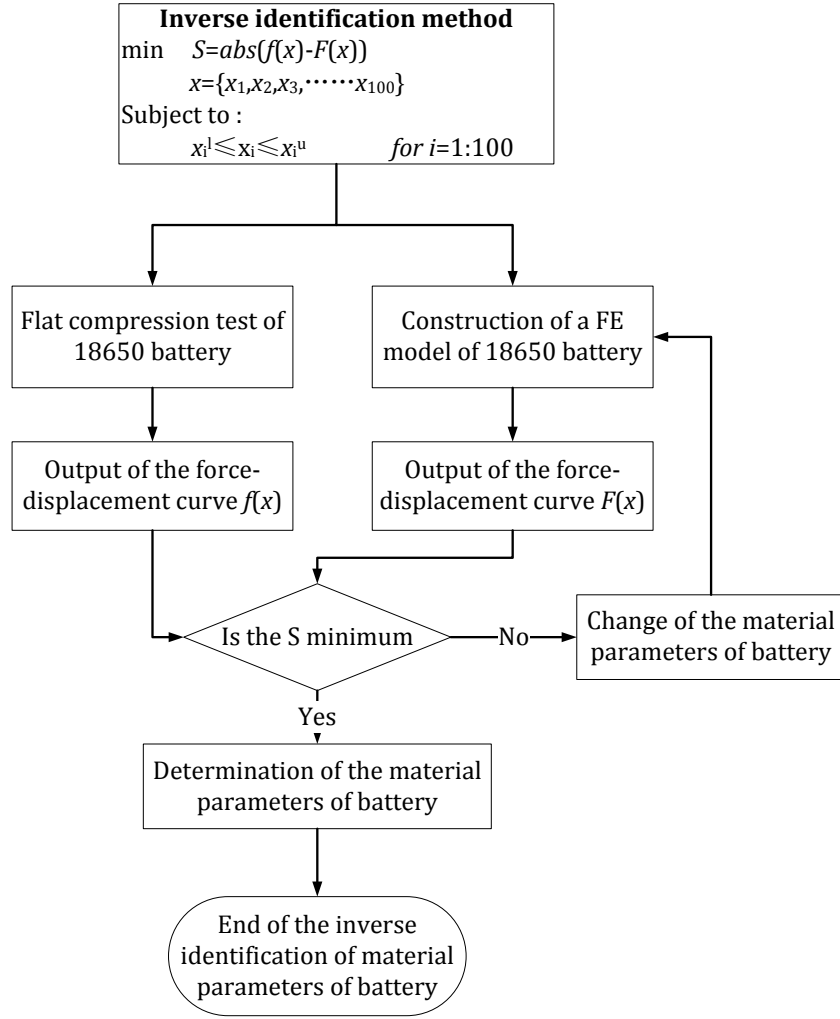 Inverse identification method
min S=abs(f(x)-F(x))
x={x₁,x₂,x₃,⋯⋯x₁₀₀}
Subject to :
xᵢˡ≤xᵢ≤xᵢᵘ for i=1:100
Flat compression test of
18650 battery
Construction of a FE
model of 18650 battery
Output of the force-
displacement curve f(x)
Output of the force-
displacement curve F(x)
Is the S minimum
No
Change of the material
parameters of battery
Yes
Determination of the material
parameters of battery
End of the inverse
identification of material
parameters of battery